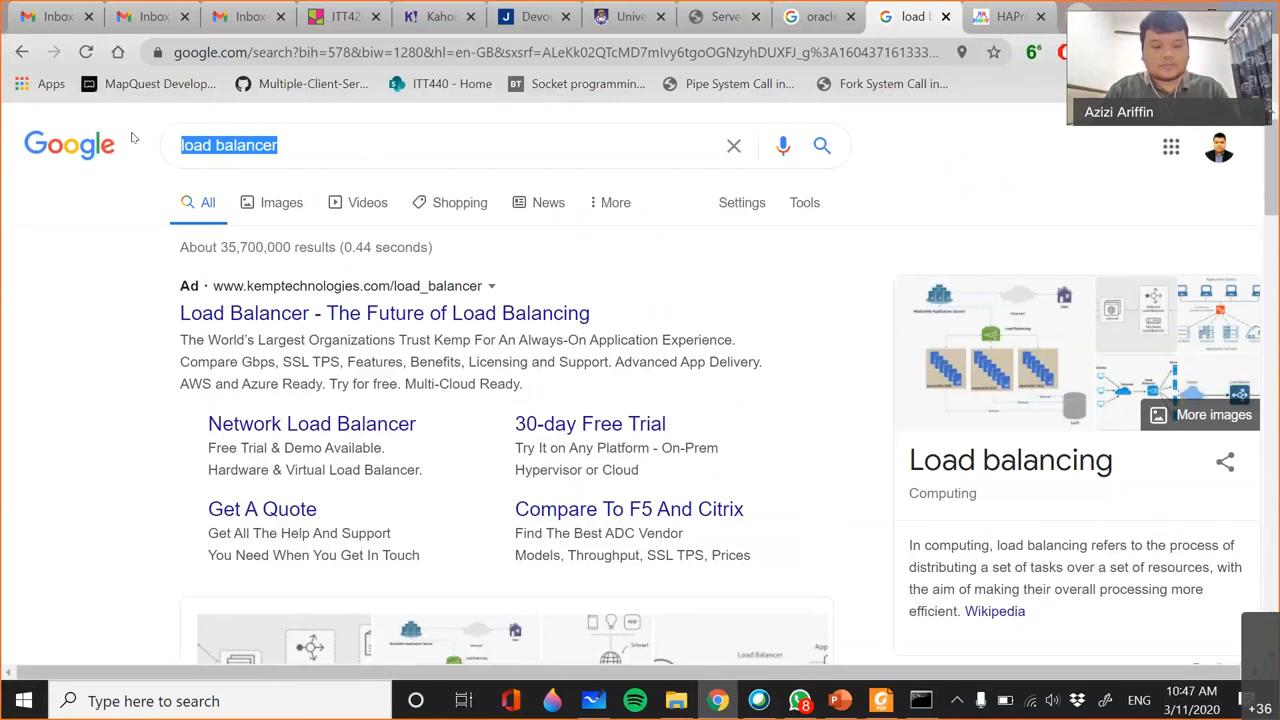 Inbox
Inbox
Inbox
ITT42
Kaho
Devo
Unive
Serve
oracle
load b
HAPr
google.com/search?bih=578&biw=1280&hl=en-GB&sxsrf=ALeKk02QTcMD7mIvy6tgoOGNzyhDUXFJ_g%3A160437161333...
6⁶
Apps
MapQuest Develop...
Multiple-Client-Ser...
ITT440 - Home
BT
Socket programmin...
Pipe System Call in...
Fork System Call in...
Azizi Ariffin
Google
load balancer
All
Images
Videos
Shopping
News
More
Settings
Tools
About 35,700,000 results (0.44 seconds)
Ad · www.kemptechnologies.com/load_balancer
Load Balancer - The Future of Load Balancing
The World's Largest Organizations Trust Kemp For An Always-On Application Experience.
Compare Gbps, SSL TPS, Features, Benefits, Licensing and Support. Advanced App Delivery.
AWS and Azure Ready. Try for free. Multi-Cloud Ready.
Network Load Balancer
Free Trial & Demo Available.
Hardware & Virtual Load Balancer.
30-day Free Trial
Try It on Any Platform - On-Prem
Hypervisor or Cloud
Get A Quote
Get All The Help And Support
You Need When You Get In Touch
Compare To F5 And Citrix
Find The Best ADC Vendor
Models, Throughput, SSL TPS, Prices
More images
Load balancing
Computing
In computing, load balancing refers to the process of
distributing a set of tasks over a set of resources, with
the aim of making their overall processing more
efficient. Wikipedia
Load Balancer
App
Type here to search
8
ENG
10:47 AM
3/11/2020
+36